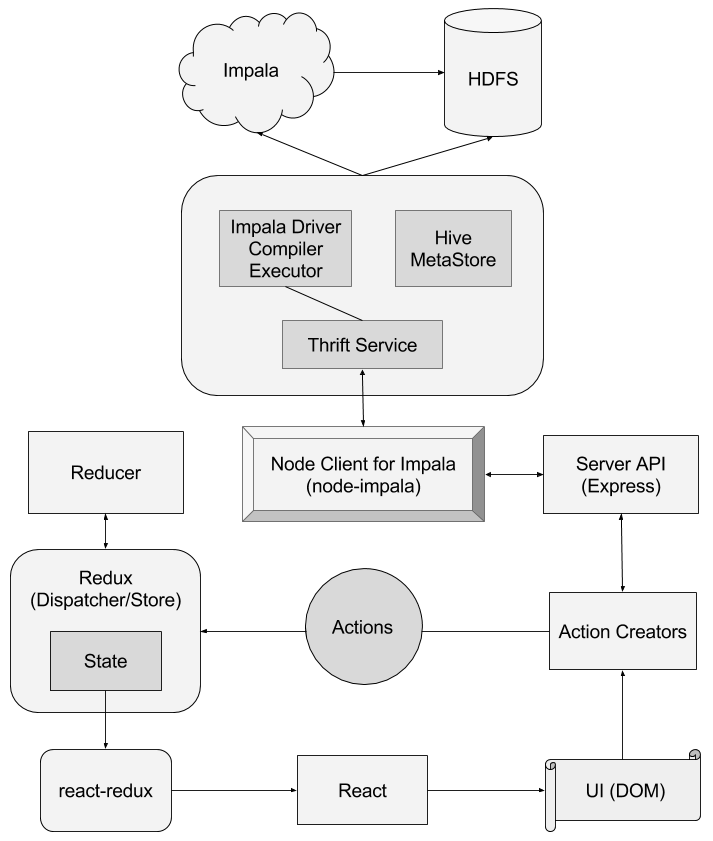 Impala
HDFS
Impala Driver
Compiler
Executor
Hive
MetaStore
Thrift Service
Reducer
Node Client for Impala
(node-impala)
Server API
(Express)
Redux
(Dispatcher/Store)
State
Actions
Action Creators
react-redux
React
UI (DOM)